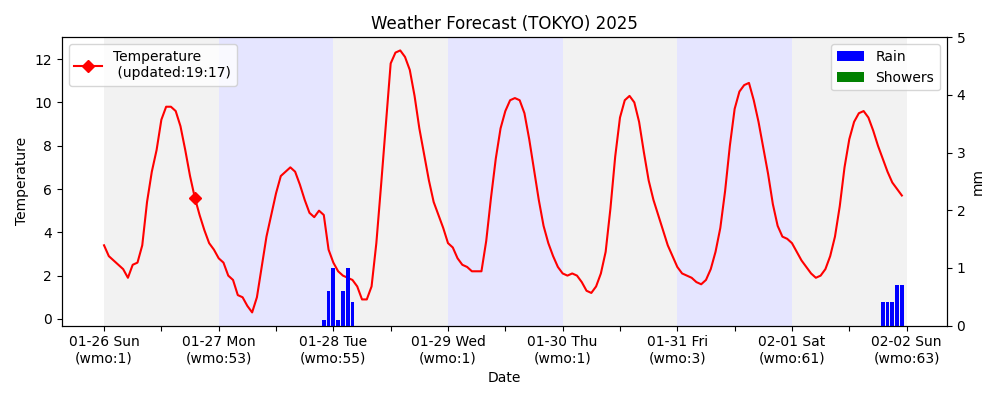 Weather Forecast (TOKYO) 2025
Temperature
(updated:19:17)
Rain
Showers
Temperature
12
10
8
6
4
2
0
5
4
3
2
1
0
mm
01-26 Sun
(wmo:1)
01-27 Mon
(wmo:53)
01-28 Tue
(wmo:55)
01-29 Wed
(wmo:1)
01-30 Thu
(wmo:1)
01-31 Fri
(wmo:3)
02-01 Sat
(wmo:61)
02-02 Sun
(wmo:63)
Date